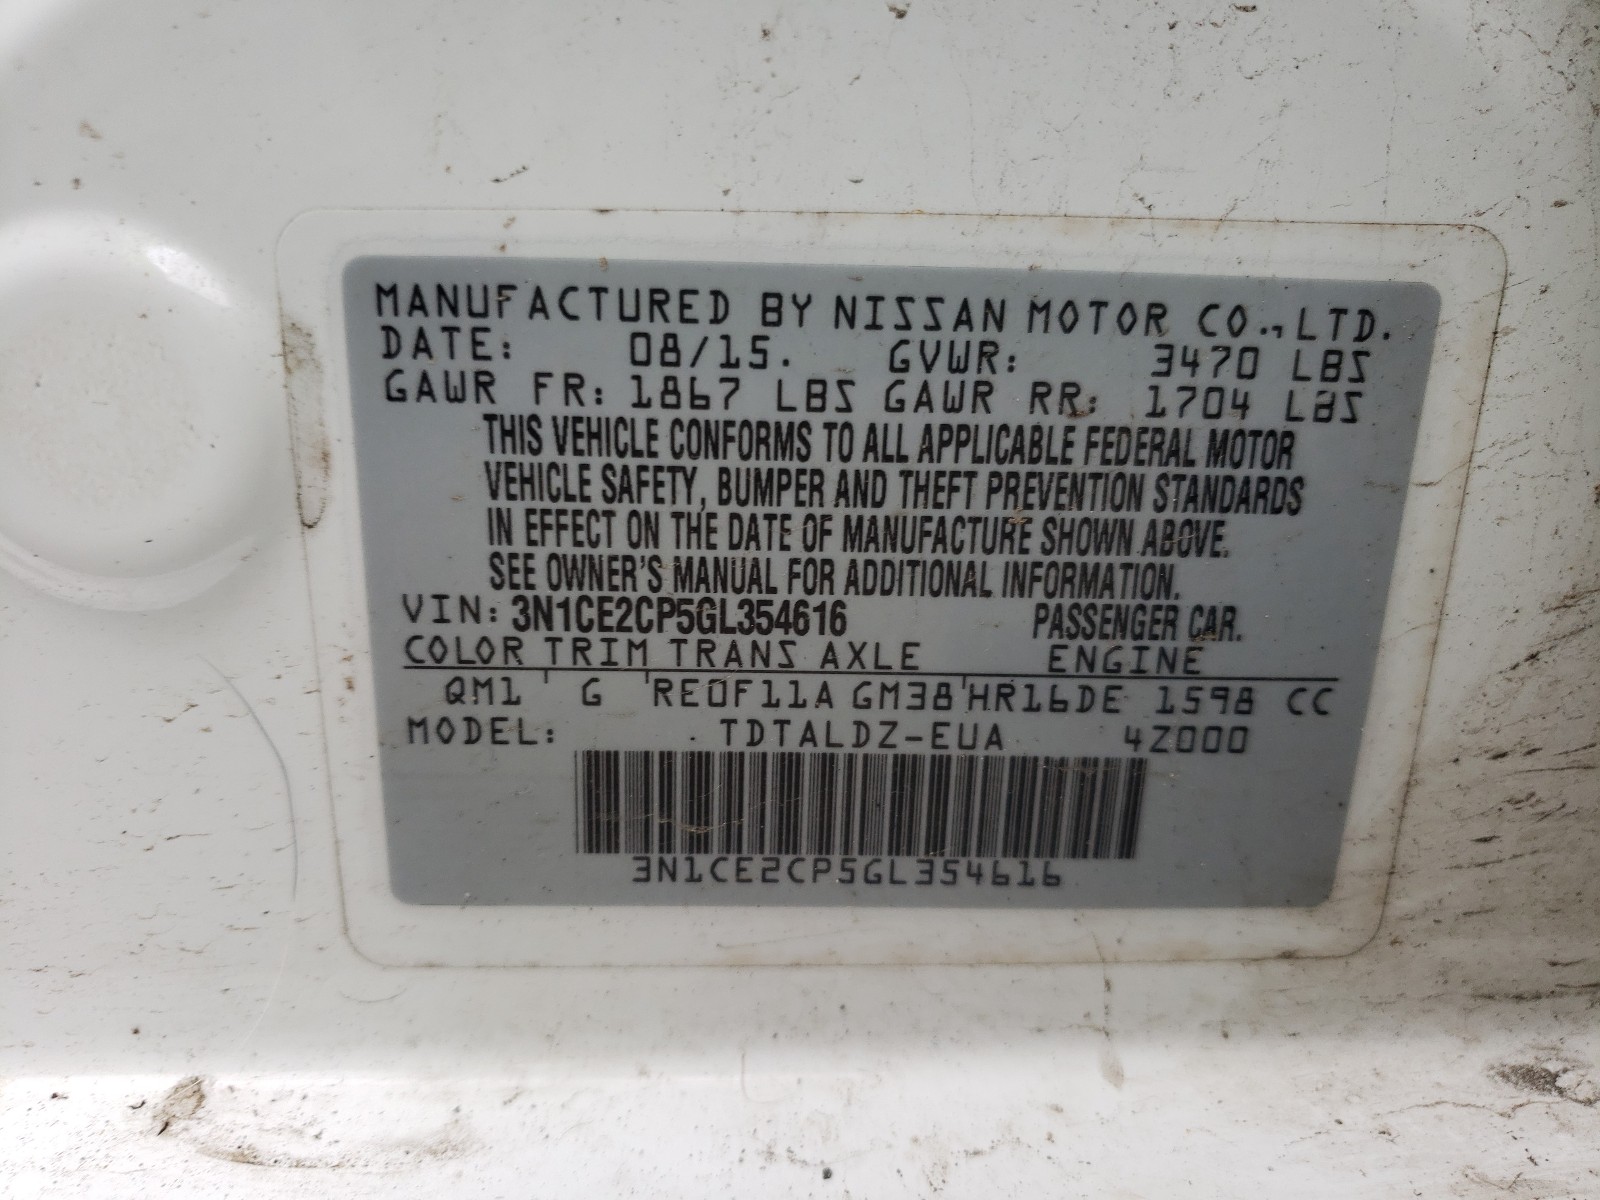 MANUFACTURED BY NISSAN MOTOR CO., LTD.
DATE: 08/15. GVWR: 3470 LBS
GAWR FR: 1867 LBS GAWR RR: 1704 LBS
THIS VEHICLE CONFORMS TO ALL APPLICABLE FEDERAL MOTOR
VEHICLE SAFETY, BUMPER AND THEFT PREVENTION STANDARDS
IN EFFECT ON THE DATE OF MANUFACTURE SHOWN ABOVE.
SEE OWNER'S MANUAL FOR ADDITIONAL INFORMATION.
VIN: 3N1CE2CP5GL354616 PASSENGER CAR.
COLOR TRIM TRANS AXLE ENGINE
QM1 G RE0F11A GM38 HR16DE 1598 CC
MODEL: TDTALDZ-EUA 4Z000
3N1CE2CP5GL354616